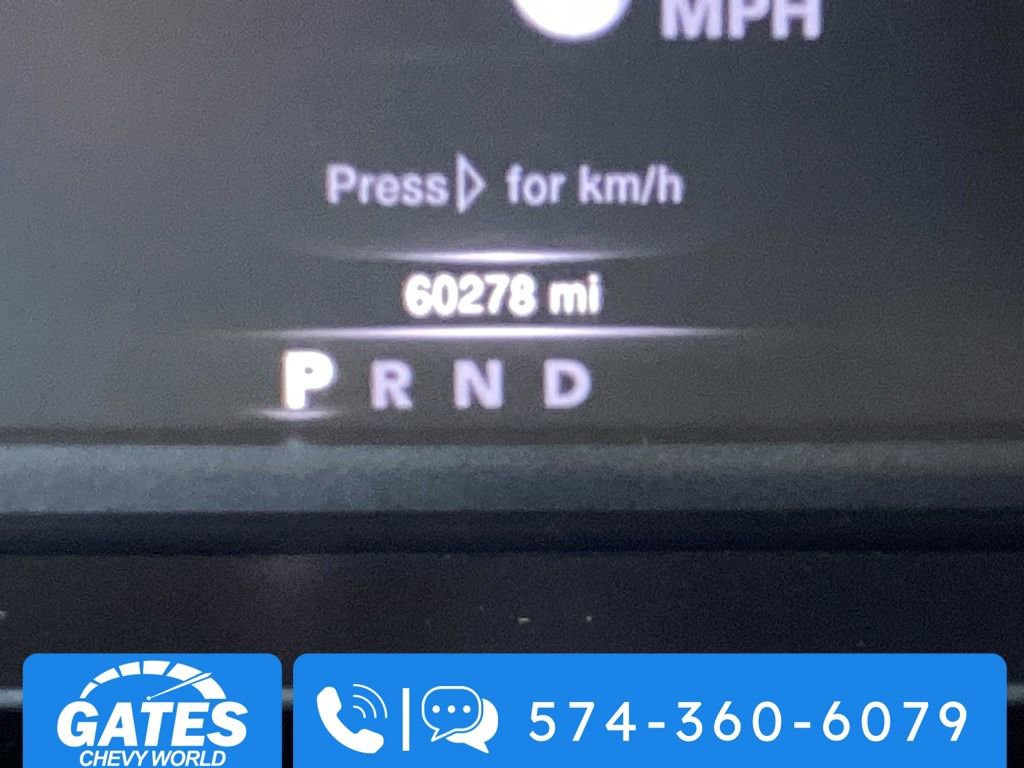 MPH
Press ▷ for km/h
60278 mi
P R N D
GATES
CHEVY WORLD
574-360-6079